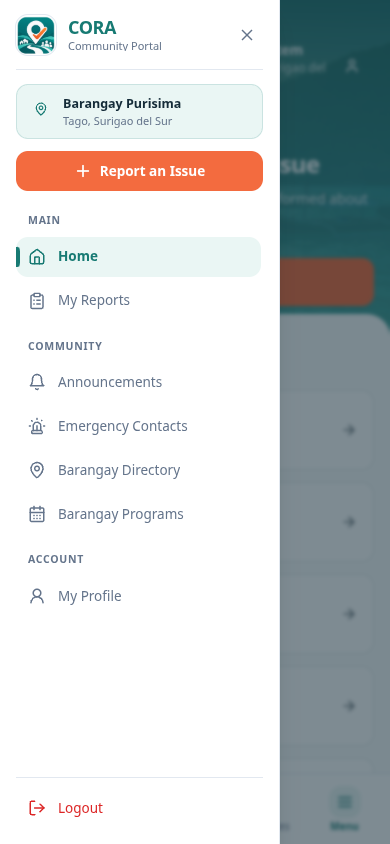 CORA
Community Portal
Barangay Purisima
Tago, Surigao del Sur
Report an Issue
MAIN
Home
My Reports
COMMUNITY
Announcements
Emergency Contacts
Barangay Directory
Barangay Programs
ACCOUNT
My Profile
Logout
Menu